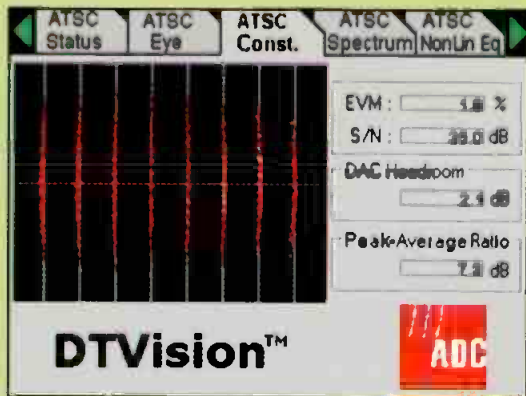 ATSC Status
ATSC Eye
ATSC Const.
ATSC Spectrum
ATSC NonLin Eq
EVM : %
S/N : dB
DAC Headroom
dB
Peak-Average Ratio
dB
DTVision™
ADC